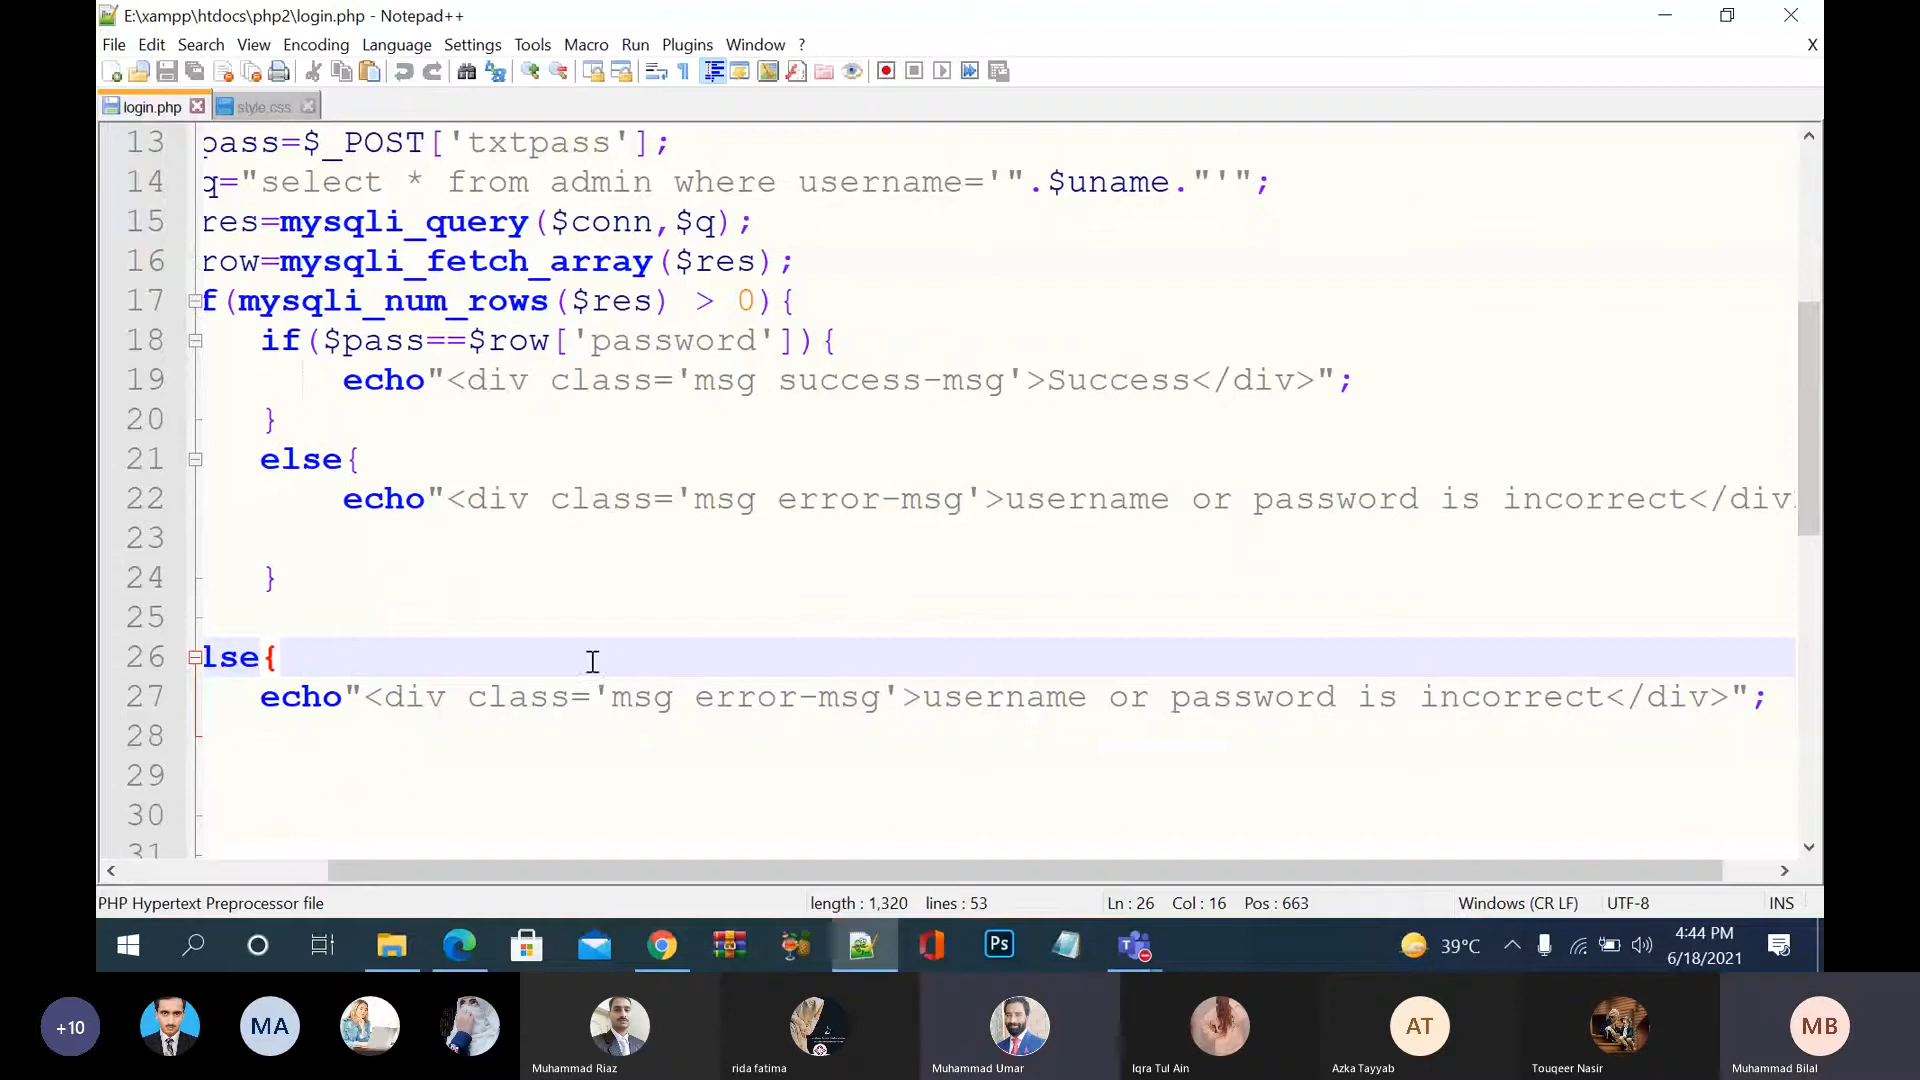 E:\xampp\htdocs\php2\login.php - Notepad++
File Edit Search View Encoding Language Settings Tools Macro Run Plugins Window ? X
login.php style.css
13 pass=$_POST['txtpass'];
14 q="select * from admin where username='".$uname."'";
15 res=mysqli_query($conn,$q);
16 row=mysqli_fetch_array($res);
17 f(mysqli_num_rows($res) > 0){
18 if($pass==$row['password']){
19 echo"<div class='msg success-msg'>Success</div>";
20 }
21 else{
22 echo"<div class='msg error-msg'>username or password is incorrect</div
23
24 }
25
26 lse{
27 echo"<div class='msg error-msg'>username or password is incorrect</div>";
28
29
30
31
PHP Hypertext Preprocessor file length : 1,320 lines : 53 Ln : 26 Col : 16 Pos : 663 Windows (CR LF) UTF-8 INS
Ps 39°C 4:44 PM
6/18/2021
+10 MA AT MB
Muhammad Riaz rida fatima Muhammad Umar Iqra Tul Ain Azka Tayyab Touqeer Nasir Muhammad Bilal